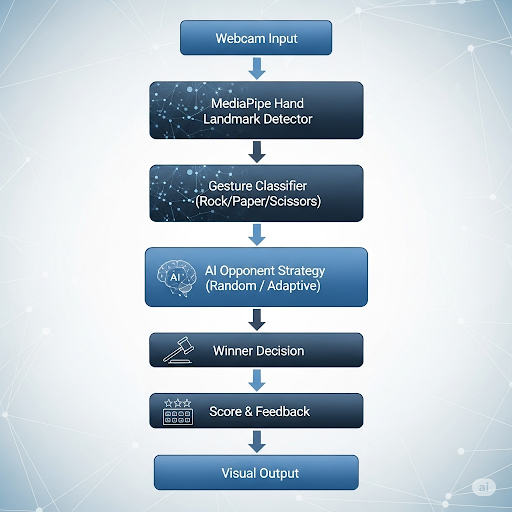 Webcam Input
MediaPipe Hand
Landmark Detector
Gesture Classifier
(Rock/Paper/Scissors)
AI
AI Opponent Strategy
(Random / Adaptive)
Winner Decision
Score & Feedback
Visual Output
ai